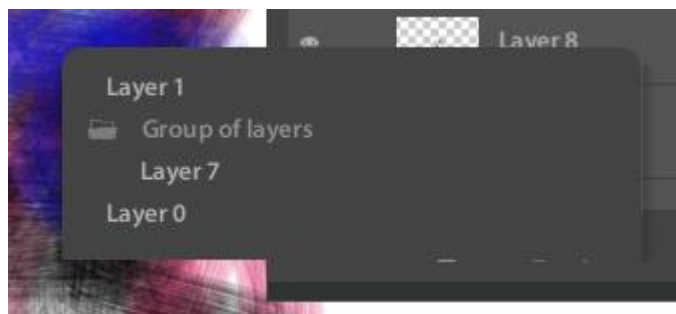 Layer 8
Layer 1
Group of layers
Layer 7
Layer 0